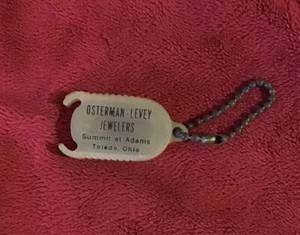 OSTERMAN-LEVEY
JEWELERS
Summit at Adams
Toledo, Ohio